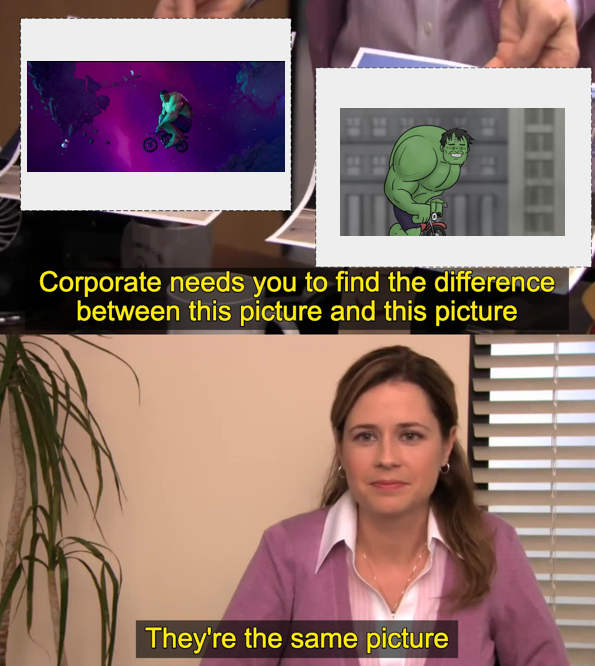 Corporate needs you to find the difference
between this picture and this picture
They're the same picture